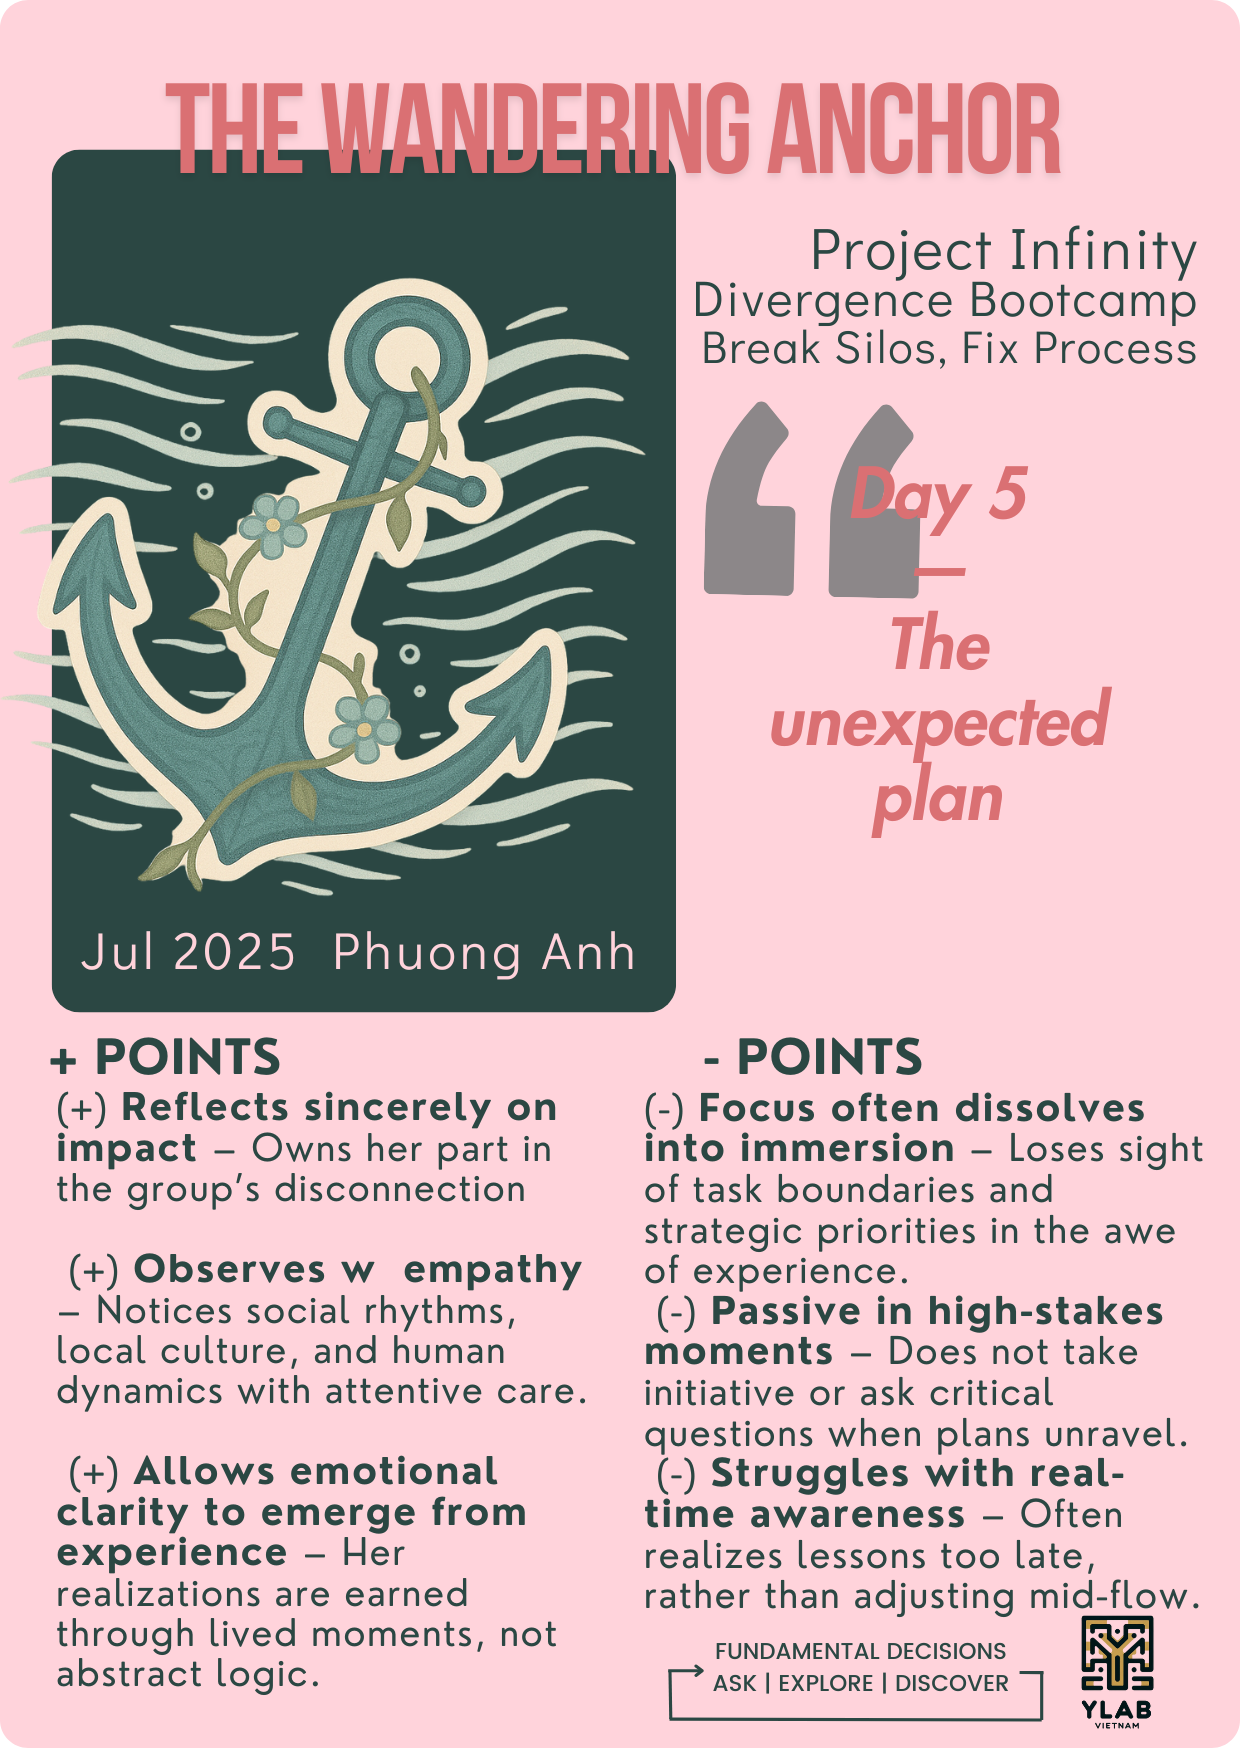 THE WANDERING ANCHOR
Project Infinity
Divergence Bootcamp
Break Silos, Fix Process
Day 5
—
The
unexpected
plan
Jul 2025 Phuong Anh
+ POINTS
(+) Reflects sincerely on
impact – Owns her part in
the group’s disconnection
(+) Observes w  empathy
– Notices social rhythms,
local culture, and human
dynamics with attentive care.
(+) Allows emotional
clarity to emerge from
experience – Her
realizations are earned
through lived moments, not
abstract logic.
- POINTS
(-) Focus often dissolves
into immersion – Loses sight
of task boundaries and
strategic priorities in the awe
of experience.
(-) Passive in high-stakes
moments – Does not take
initiative or ask critical
questions when plans unravel.
(-) Struggles with real-
time awareness – Often
realizes lessons too late,
rather than adjusting mid-flow.
FUNDAMENTAL DECISIONS
ASK | EXPLORE | DISCOVER
YLAB
VIETNAM